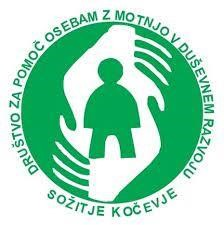 DRUŠTVO ZA POMOČ OSEBAM Z MOTNJO V DUŠEVNEM RAZVOJU
SOŽITJE KOČEVJE